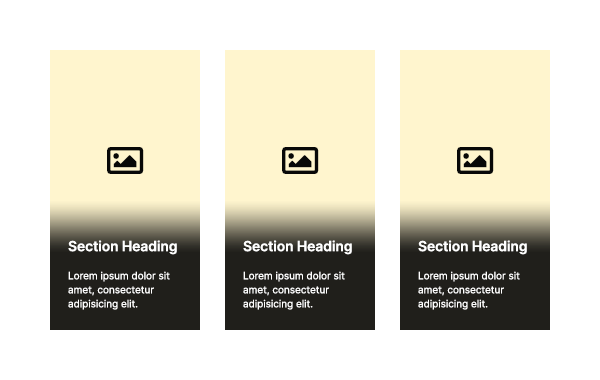 Section Heading
Lorem ipsum dolor sit
amet, consectetur
adipisicing elit.
Section Heading
Lorem ipsum dolor sit
amet, consectetur
adipisicing elit.
Section Heading
Lorem ipsum dolor sit
amet, consectetur
adipisicing elit.